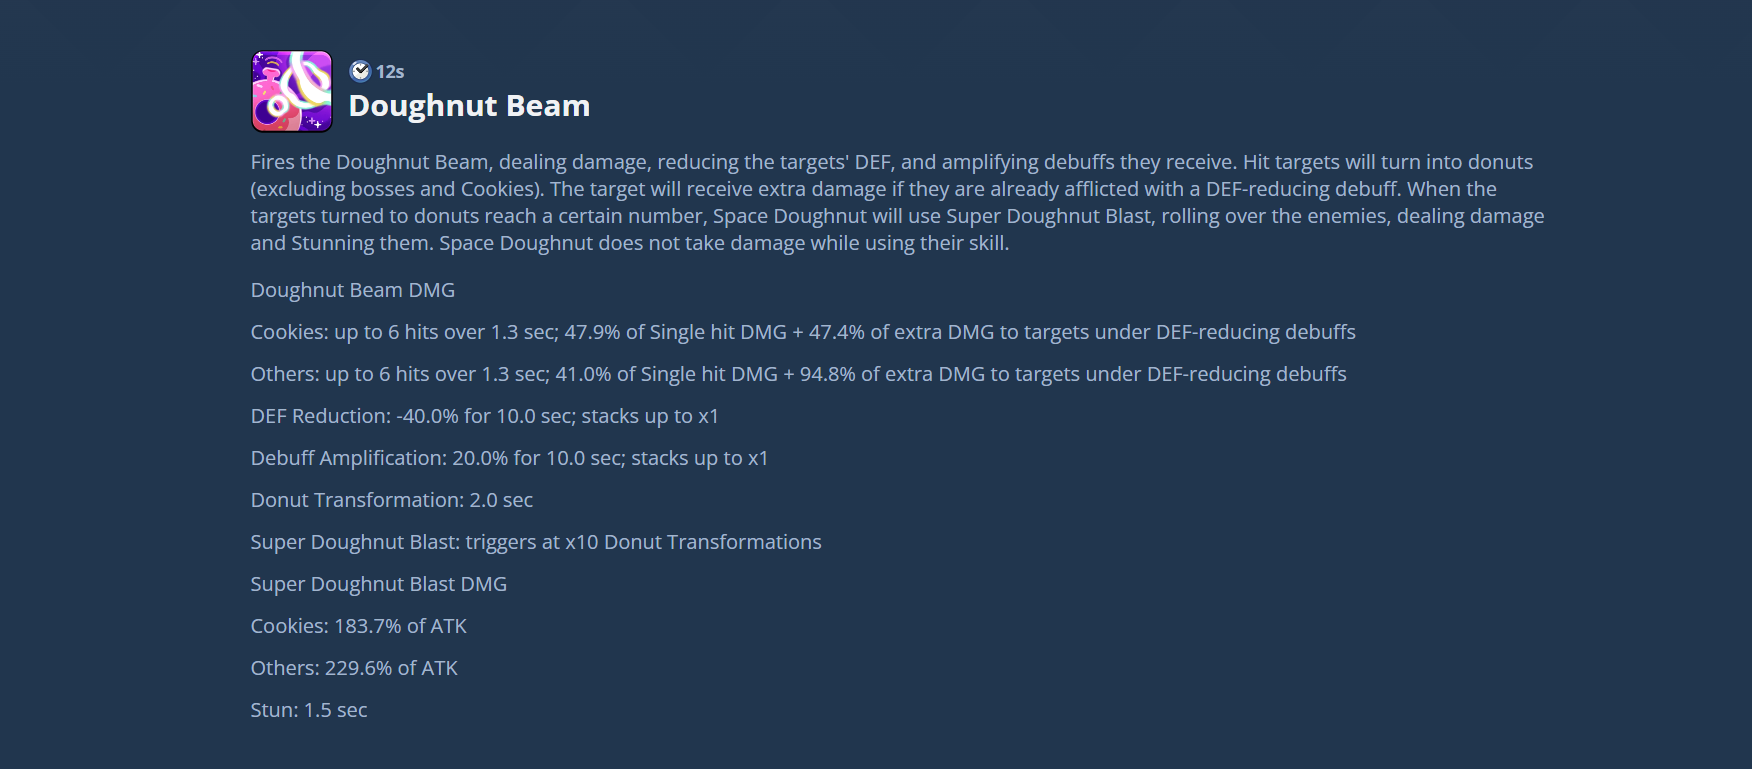 12s
Doughnut Beam
Fires the Doughnut Beam, dealing damage, reducing the targets' DEF, and amplifying debuffs they receive. Hit targets will turn into donuts
(excluding bosses and Cookies). The target will receive extra damage if they are already afflicted with a DEF-reducing debuff. When the
targets turned to donuts reach a certain number, Space Doughnut will use Super Doughnut Blast, rolling over the enemies, dealing damage
and Stunning them. Space Doughnut does not take damage while using their skill.
Doughnut Beam DMG
Cookies: up to 6 hits over 1.3 sec; 47.9% of Single hit DMG + 47.4% of extra DMG to targets under DEF-reducing debuffs
Others: up to 6 hits over 1.3 sec; 41.0% of Single hit DMG + 94.8% of extra DMG to targets under DEF-reducing debuffs
DEF Reduction: -40.0% for 10.0 sec; stacks up to x1
Debuff Amplification: 20.0% for 10.0 sec; stacks up to x1
Donut Transformation: 2.0 sec
Super Doughnut Blast: triggers at x10 Donut Transformations
Super Doughnut Blast DMG
Cookies: 183.7% of ATK
Others: 229.6% of ATK
Stun: 1.5 sec